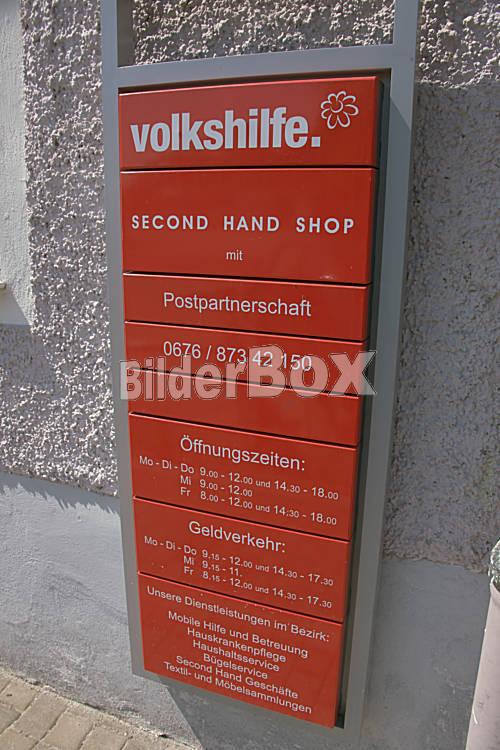 volkshilfe.
SECOND HAND SHOP
mit
Postpartnerschaft
0676 / 873 42 150
BilderBOX
Öffnungszeiten:
Mo - Di - Do 9.00 - 12.00 und 14.30 - 18.00
Mi 9.00 - 12.00
Fr 8.00 - 12.00 und 14.30 - 18.00
Geldverkehr:
Mo - Di - Do 9.15 - 12.00 und 14.30 - 17.30
Mi 9.15 - 11.
Fr 8.15 - 12.00 und 14.30 - 17.30
Unsere Dienstleistungen im Bezirk:
Mobile Hilfe und Betreuung
Hauskrankenpflege
Haushaltsservice
Bügelservice
Second Hand Geschäfte
Textil- und Möbelsammlungen